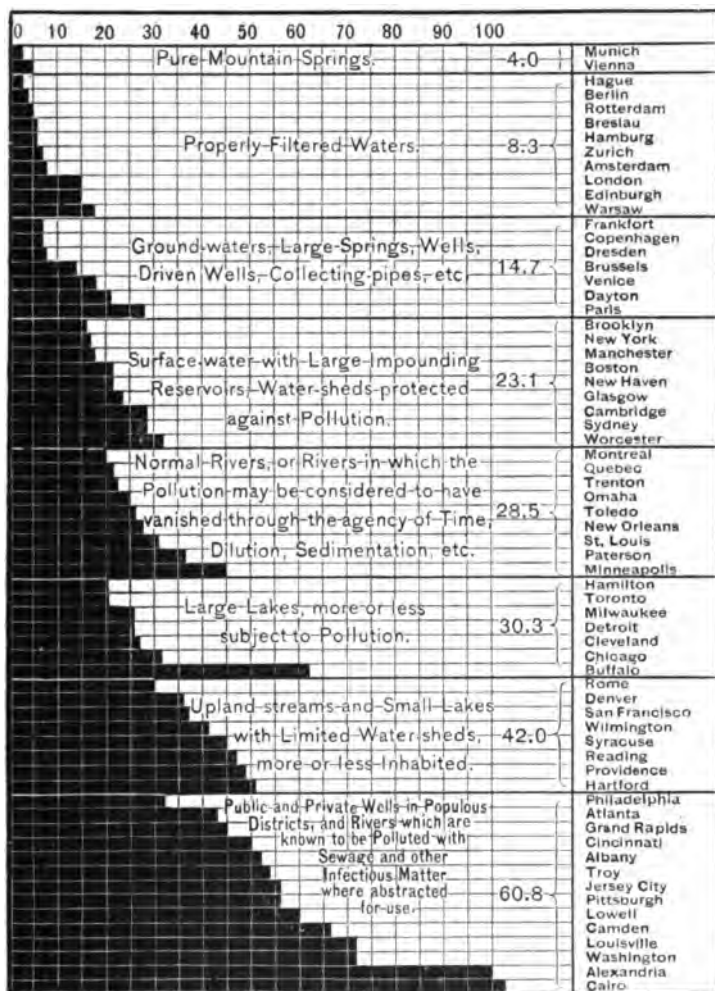 0 10 20 30 40 50 60 70 80 90 100
Pure Mountain Springs. 4.0
Munich
Vienna
Properly Filtered Waters. 8.3
Hague
Berlin
Rotterdam
Breslau
Hamburg
Zurich
Amsterdam
London
Edinburgh
Warsaw
Ground-waters, Large Springs, Wells,
Driven Wells, Collecting pipes, etc. 14.7
Frankfort
Copenhagen
Dresden
Brussels
Venice
Dayton
Paris
Surface water with Large Impounding
Reservoirs, Water-sheds protected
against Pollution. 23.1
Brooklyn
New York
Manchester
Boston
New Haven
Glasgow
Cambridge
Sydney
Worcester
Normal Rivers, or Rivers in which the
Pollution may be considered to have
vanished through the agency of Time,
Dilution, Sedimentation, etc. 28.5
Montreal
Quebec
Trenton
Omaha
Toledo
New Orleans
St. Louis
Paterson
Minneapolis
Large Lakes, more or less
subject to Pollution. 30.3
Hamilton
Toronto
Milwaukee
Detroit
Cleveland
Chicago
Buffalo
Upland streams and Small Lakes
with Limited Water-sheds,
more or less Inhabited. 42.0
Rome
Denver
San Francisco
Wilmington
Syracuse
Reading
Providence
Hartford
Public and Private Wells in Populous
Districts, and Rivers which are
known to be Polluted with
Sewage and other
Infectious Matter
where abstracted
for use. 60.8
Philadelphia
Atlanta
Grand Rapids
Cincinnati
Albany
Troy
Jersey City
Pittsburgh
Lowell
Camden
Louisville
Washington
Alexandria
Cairo